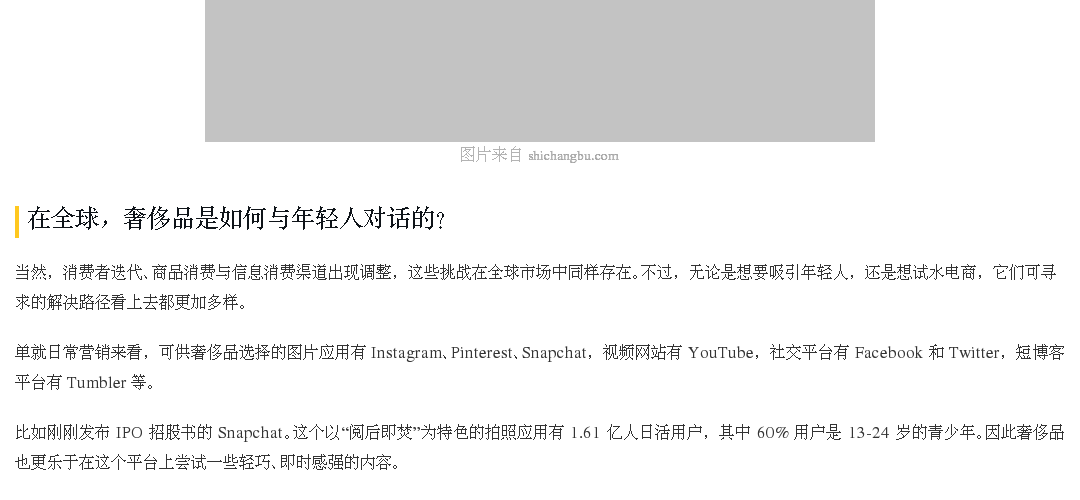 图片来自 shichangbu.com
在全球，奢侈品是如何与年轻人对话的？
当然，消费者迭代、商品消费与信息消费渠道出现调整，这些挑战在全球市场中同样存在。不过，无论是想要吸引年轻人，还是想试水电商，它们可寻
求的解决路径看上去都更加多样。
单就日常营销来看，可供奢侈品选择的图片应用有 Instagram、Pinterest、Snapchat，视频网站有 YouTube，社交平台有 Facebook 和 Twitter，短博客
平台有 Tumbler 等。
比如刚刚发布 IPO 招股书的 Snapchat。这个以“阅后即焚”为特色的拍照应用有 1.61 亿人日活用户，其中 60% 用户是 13-24 岁的青少年。因此奢侈品
也更乐于在这个平台上尝试一些轻巧、即时感强的内容。